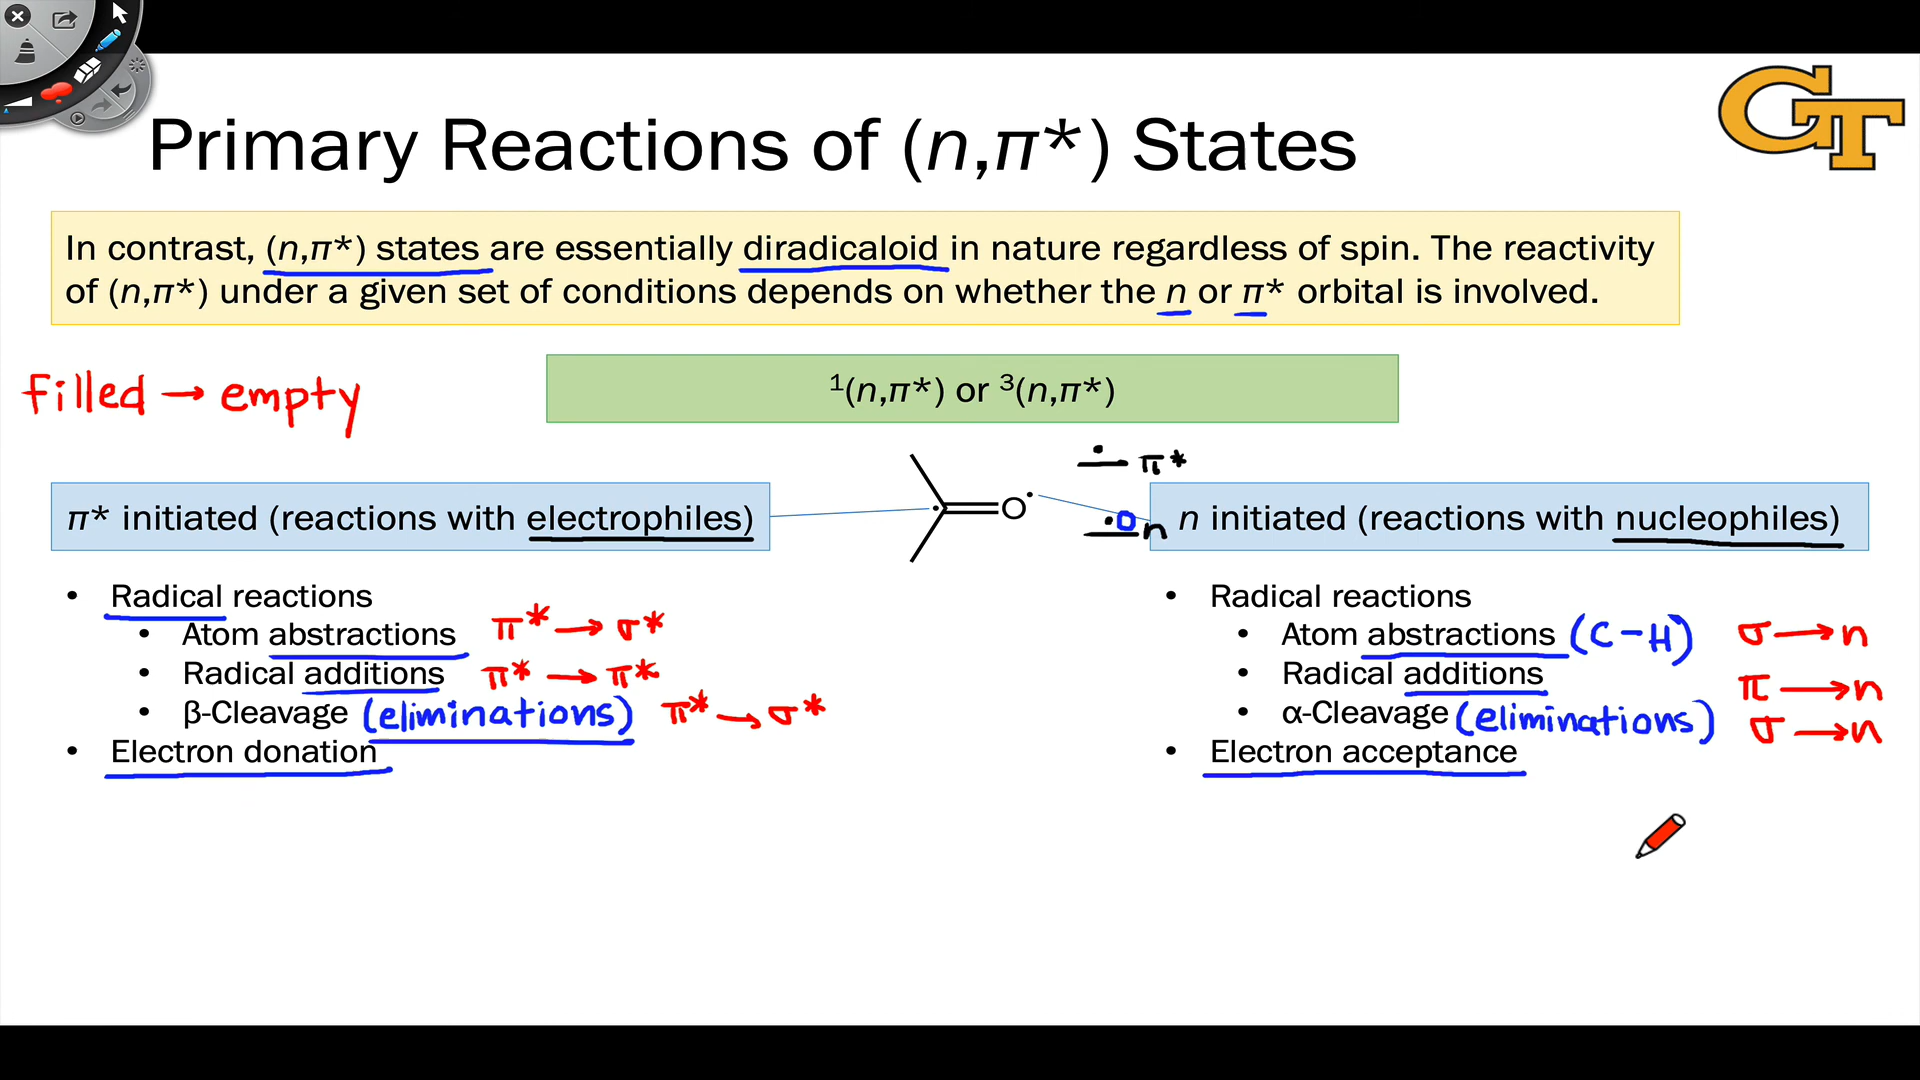 GT
Primary Reactions of (n,π*) States
In contrast, (n,π*) states are essentially diradicaloid in nature regardless of spin. The reactivity
of (n,π*) under a given set of conditions depends on whether the n or π* orbital is involved.
filled → empty
¹(n,π*) or ³(n,π*)
π*
O
n
π* initiated (reactions with electrophiles)
• Radical reactions
• Atom abstractions π* → σ*
• Radical additions π* → π*
• β-Cleavage (eliminations) π* → σ*
• Electron donation
n initiated (reactions with nucleophiles)
• Radical reactions
• Atom abstractions (C-H) σ → n
• Radical additions π → n
• α-Cleavage (eliminations) σ → n
• Electron acceptance